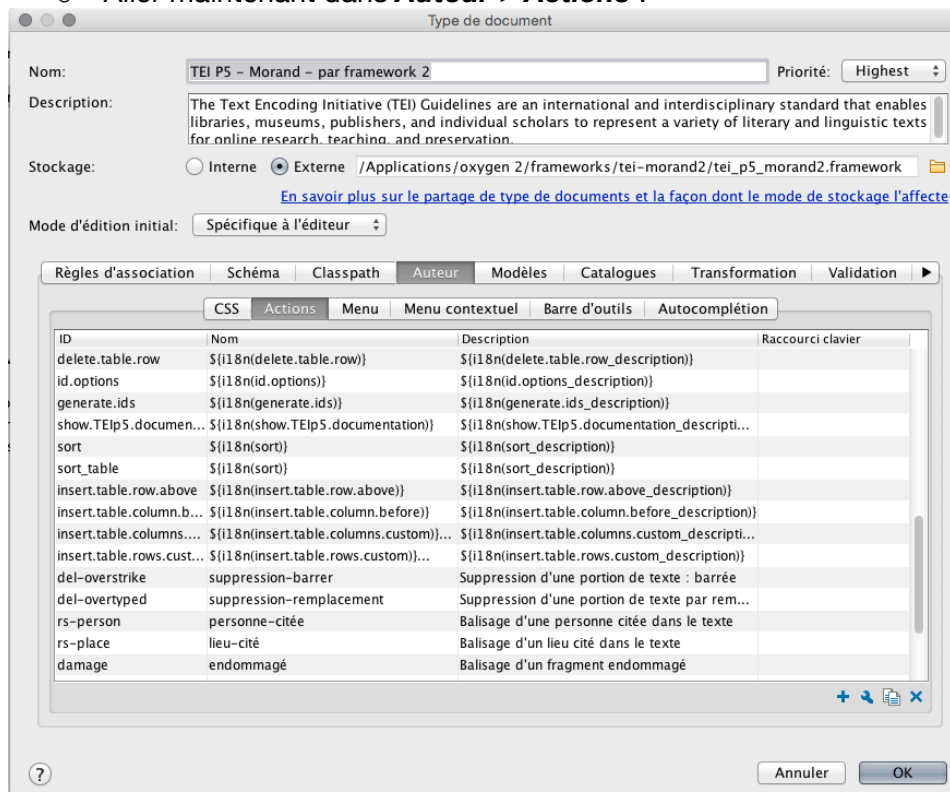 Aller maintenant dans Auteur > Actions :
Type de document
Nom: TEI P5 – Morand – par framework 2 Priorité: Highest
Description: The Text Encoding Initiative (TEI) Guidelines are an international and interdisciplinary standard that enables
libraries, museums, publishers, and individual scholars to represent a variety of literary and linguistic texts
for online research, teaching, and preservation.
Stockage: Interne Externe /Applications/oxygen 2/frameworks/tei-morand2/tei_p5_morand2.framework
En savoir plus sur le partage de type de documents et la façon dont le mode de stockage l'affecte
Mode d'édition initial: Spécifique à l'éditeur
Règles d'association Schéma Classpath Auteur Modèles Catalogues Transformation Validation
CSS Actions Menu Menu contextuel Barre d'outils Autocomplétion
ID Nom Description Raccourci clavier
delete.table.row ${i18n(delete.table.row)} ${i18n(delete.table.row_description)}
id.options ${i18n(id.options)} ${i18n(id.options_description)}
generate.ids ${i18n(generate.ids)} ${i18n(generate.ids_description)}
show.TEIp5.documen... ${i18n(show.TEIp5.documentation)} ${i18n(show.TEIp5.documentation_descripti...
sort ${i18n(sort)} ${i18n(sort_description)}
sort_table ${i18n(sort)} ${i18n(sort_description)}
insert.table.row.above ${i18n(insert.table.row.above)} ${i18n(insert.table.row.above_description)}
insert.table.column.b... ${i18n(insert.table.column.before)} ${i18n(insert.table.column.before_description)}
insert.table.columns.... ${i18n(insert.table.columns.custom)}... ${i18n(insert.table.columns.custom_descripti...
insert.table.rows.cust... ${i18n(insert.table.rows.custom)}... ${i18n(insert.table.rows.custom_description)}
del-overstrike suppression-barrer Suppression d'une portion de texte : barrée
del-overtyped suppression-remplacement Suppression d'une portion de texte par rem...
rs-person personne-citée Balisage d'une personne citée dans le texte
rs-place lieu-cité Balisage d'un lieu cité dans le texte
damage endommagé Balisage d'un fragment endommagé
? Annuler OK